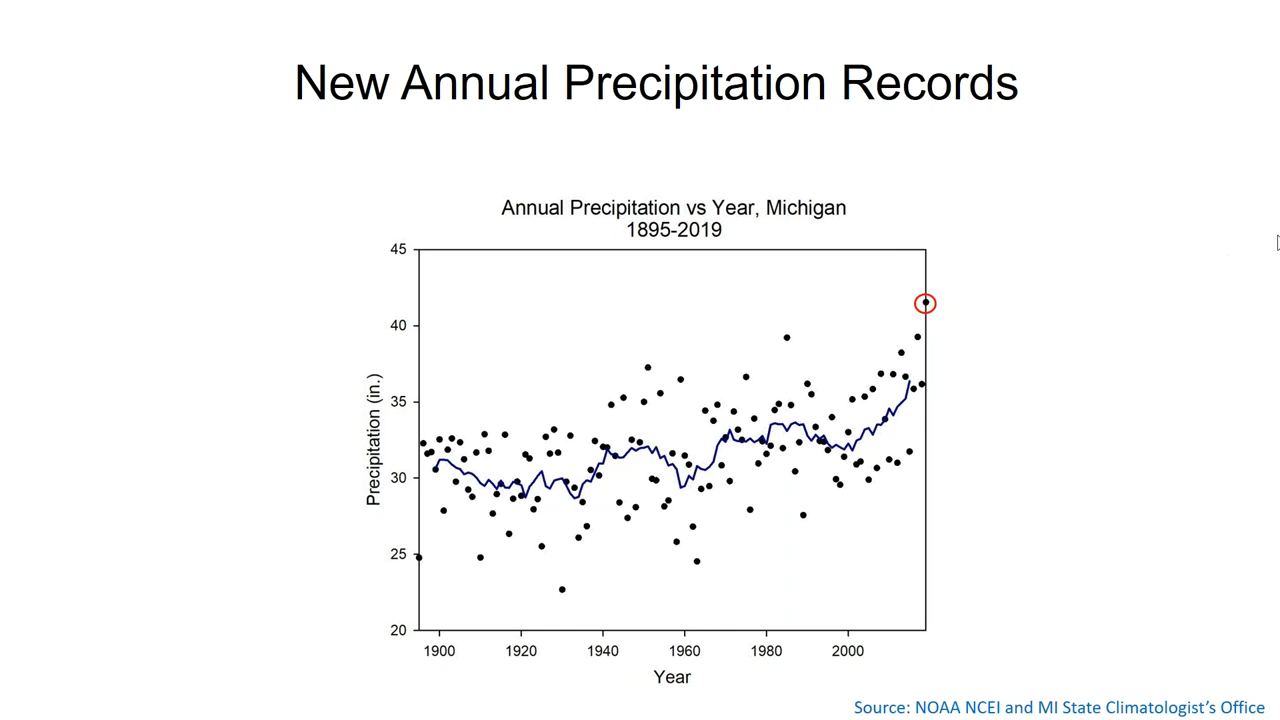 New Annual Precipitation Records
Annual Precipitation vs Year, Michigan
1895-2019
45
40
35
30
25
20
Precipitation (in.)
1900 1920 1940 1960 1980 2000
Year
Source: NOAA NCEI and MI State Climatologist's Office